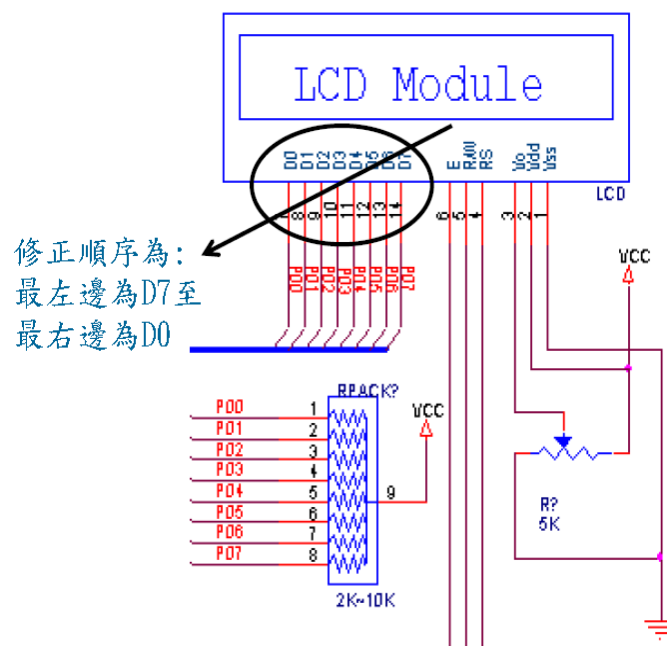 LCD Module
D0 D1 D2 D3 D4 D5 D6 D7 E R/W RS Vo Vdd Vss
LCD
7 8 9 10 11 12 13 14 6 5 4 3 2 1
修正順序為:
最左邊為D7至
最右邊為D0
P00 P01 P02 P03 P04 P05 P06 P07
VCC
RPACK?
VCC
P00 1
P01 2
P02 3
P03 4
P04 5 9
P05 6
P06 7
P07 8
2K~10K
R?
5K